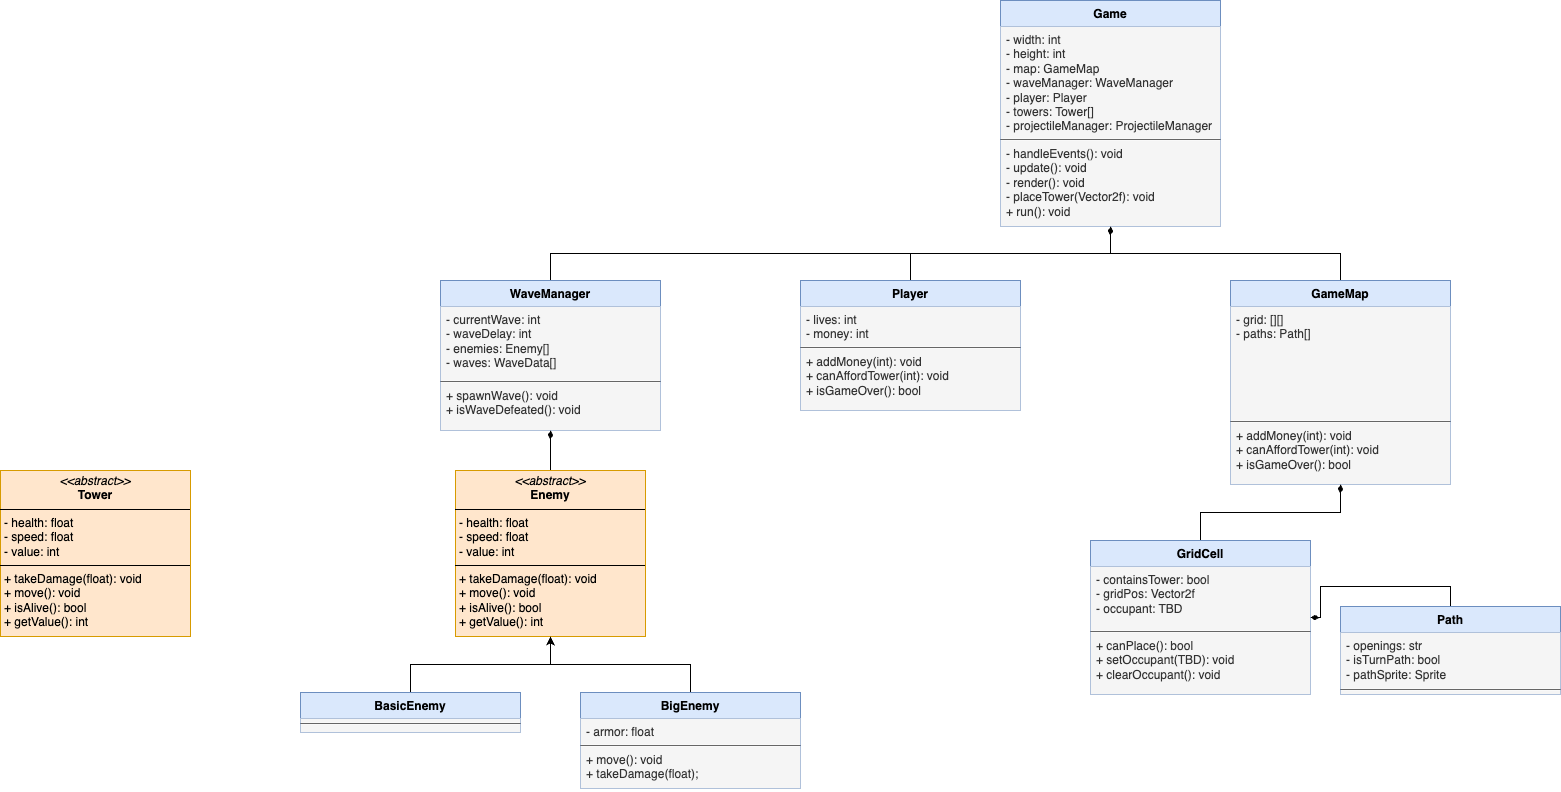 Game
- width: int
- height: int
- map: GameMap
- waveManager: WaveManager
- player: Player
- towers: Tower[]
- projectileManager: ProjectileManager
- handleEvents(): void
- update(): void
- render(): void
- placeTower(Vector2f): void
+ run(): void
WaveManager
- currentWave: int
- waveDelay: int
- enemies: Enemy[]
- waves: WaveData[]
+ spawnWave(): void
+ isWaveDefeated(): void
Player
- lives: int
- money: int
+ addMoney(int): void
+ canAffordTower(int): void
+ isGameOver(): bool
GameMap
- grid: [][]
- paths: Path[]
+ addMoney(int): void
+ canAffordTower(int): void
+ isGameOver(): bool
<<abstract>>
Tower
- health: float
- speed: float
- value: int
+ takeDamage(float): void
+ move(): void
+ isAlive(): bool
+ getValue(): int
<<abstract>>
Enemy
- health: float
- speed: float
- value: int
+ takeDamage(float): void
+ move(): void
+ isAlive(): bool
+ getValue(): int
GridCell
- containsTower: bool
- gridPos: Vector2f
- occupant: TBD
+ canPlace(): bool
+ setOccupant(TBD): void
+ clearOccupant(): void
Path
- openings: str
- isTurnPath: bool
- pathSprite: Sprite
BasicEnemy
BigEnemy
- armor: float
+ move(): void
+ takeDamage(float);